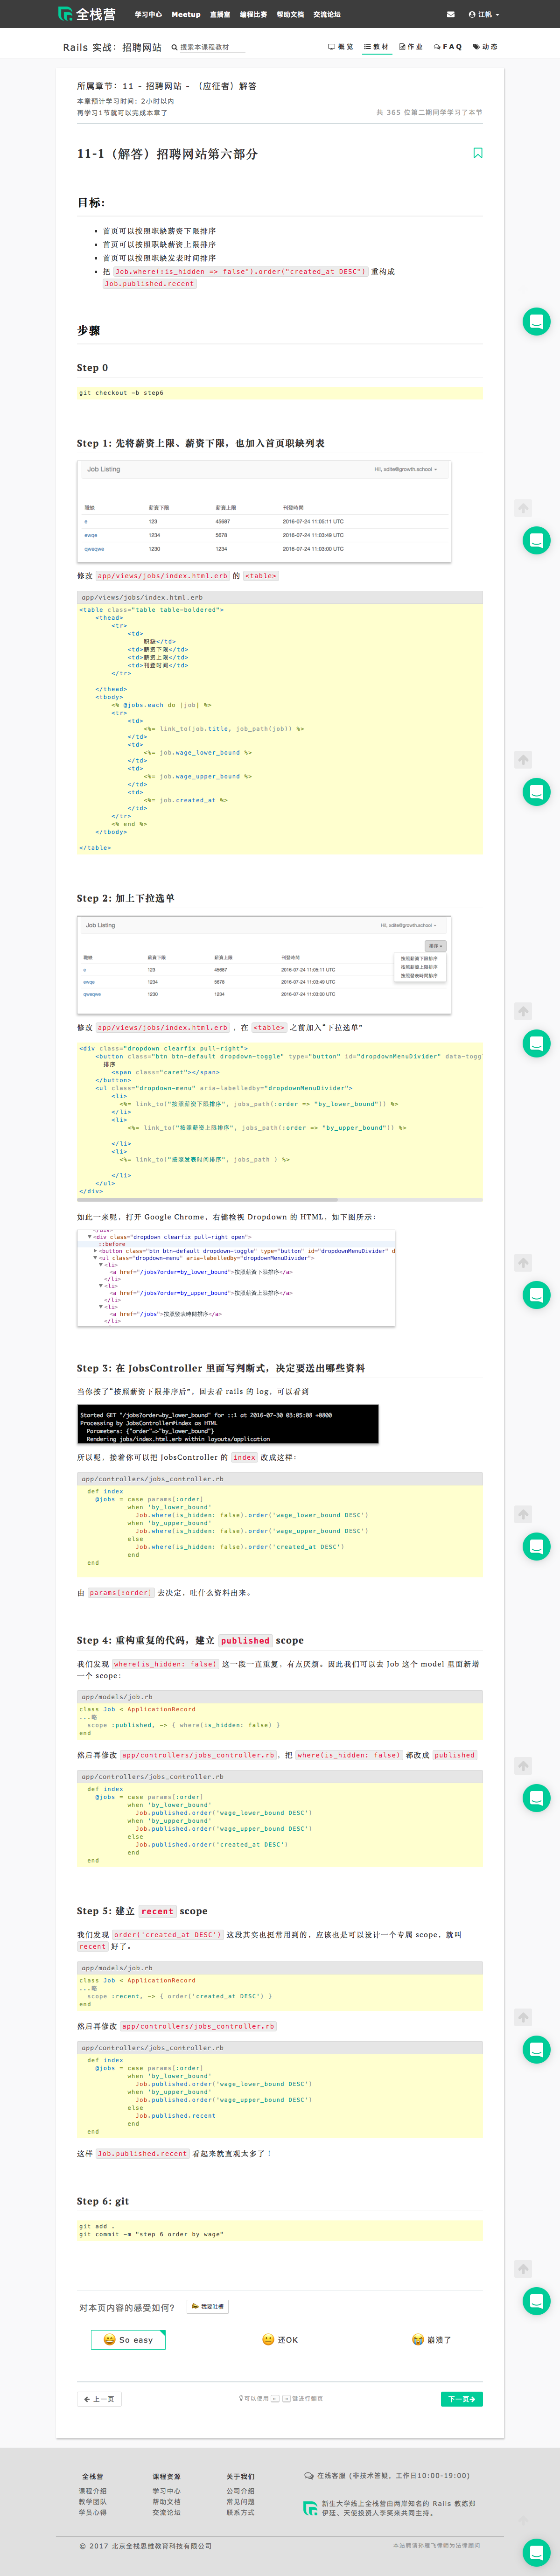 全栈营
学习中心 Meetup 直播室 编程比赛 帮助文档 交流论坛
江帆
Rails 实战：招聘网站
搜索本课程教材
概览 教材 作业 FAQ 动态
所属章节：11 - 招聘网站 - （应征者）解答
本章预计学习时间：2小时以内
再学习1节就可以完成本章了
共 365 位第二期同学学习了本节
11-1（解答）招聘网站第六部分
目标：
首页可以按照职缺薪资下限排序
首页可以按照职缺薪资上限排序
首页可以按照职缺发表时间排序
把 Job.where(:is_hidden => false").order("created_at DESC") 重构成
Job.published.recent
步骤
Step 0
git checkout -b step6
Step 1: 先将薪资上限、薪资下限，也加入首页职缺列表
Job Listing
Hi!, xdite@growth.school
職缺 薪資下限 薪資上限 刊登時間
e 123 45687 2016-07-24 11:05:11 UTC
ewqe 1234 5678 2016-07-24 11:03:49 UTC
qweqwe 1230 1234 2016-07-24 11:03:00 UTC
修改 app/views/jobs/index.html.erb 的 <table>
app/views/jobs/index.html.erb
<table class="table table-boldered">
<thead>
<tr>
<td>
职缺</td>
<td>薪资下限</td>
<td>薪资上限</td>
<td>刊登时间</td>
</tr>
</thead>
<tbody>
<% @jobs.each do |job| %>
<tr>
<td>
<%= link_to(job.title, job_path(job)) %>
</td>
<td>
<%= job.wage_lower_bound %>
</td>
<td>
<%= job.wage_upper_bound %>
</td>
<td>
<%= job.created_at %>
</td>
</tr>
<% end %>
</tbody>
</table>
Step 2: 加上下拉选单
Job Listing
Hi!, xdite@growth.school
排序
職缺 薪資下限 薪資上限 刊登時間
e 123 45687 2016-07-24 11:05:11 UTC
ewqe 1234 5678 2016-07-24 11:03:49 UTC
qweqwe 1230 1234 2016-07-24 11:03:00 UTC
按照薪資下限排序
按照薪資上限排序
按照發表時間排序
修改 app/views/jobs/index.html.erb ，在 <table> 之前加入"下拉选单"
<div class="dropdown clearfix pull-right">
<button class="btn btn-default dropdown-toggle" type="button" id="dropdownMenuDivider" data-togg
排序
<span class="caret"></span>
</button>
<ul class="dropdown-menu" aria-labelledby="dropdownMenuDivider">
<li>
<%= link_to("按照薪资下限排序", jobs_path(:order => "by_lower_bound")) %>
</li>
<li>
<%= link_to("按照薪资上限排序", jobs_path(:order => "by_upper_bound")) %>
</li>
<li>
<%= link_to("按照发表时间排序", jobs_path ) %>
</li>
</ul>
</div>
如此一来呢，打开 Google Chrome，右键检视 Dropdown 的 HTML，如下图所示：
<div class="dropdown clearfix pull-right open">
::before
<button class="btn btn-default dropdown-toggle" type="button" id="dropdownMenuDivider" d
<ul class="dropdown-menu" aria-labelledby="dropdownMenuDivider">
<li>
<a href="/jobs?order=by_lower_bound">按照薪資下限排序</a>
</li>
<li>
<a href="/jobs?order=by_upper_bound">按照薪資上限排序</a>
</li>
<li>
<a href="/jobs">按照發表時間排序</a>
</li>
Step 3: 在 JobsController 里面写判断式，决定要送出哪些资料
当你按了"按照薪资下限排序后"，回去看 rails 的 log，可以看到
Started GET "/jobs?order=by_lower_bound" for ::1 at 2016-07-30 03:05:08 +0800
Processing by JobsController#index as HTML
Parameters: {"order"=>"by_lower_bound"}
Rendering jobs/index.html.erb within layouts/application
所以呢，接着你可以把 JobsController 的 index 改成这样：
app/controllers/jobs_controller.rb
def index
@jobs = case params[:order]
when 'by_lower_bound'
Job.where(is_hidden: false).order('wage_lower_bound DESC')
when 'by_upper_bound'
Job.where(is_hidden: false).order('wage_upper_bound DESC')
else
Job.where(is_hidden: false).order('created_at DESC')
end
end
由 params[:order] 去决定，吐什么资料出来。
Step 4: 重构重复的代码，建立 published scope
我们发现 where(is_hidden: false) 这一段一直重复，有点厌烦。因此我们可以去 Job 这个 model 里面新增
一个 scope：
app/models/job.rb
class Job < ApplicationRecord
...略
scope :published, -> { where(is_hidden: false) }
end
然后再修改 app/controllers/jobs_controller.rb，把 where(is_hidden: false) 都改成 published
app/controllers/jobs_controller.rb
def index
@jobs = case params[:order]
when 'by_lower_bound'
Job.published.order('wage_lower_bound DESC')
when 'by_upper_bound'
Job.published.order('wage_upper_bound DESC')
else
Job.published.order('created_at DESC')
end
end
Step 5: 建立 recent scope
我们发现 order('created_at DESC') 这段其实也挺常用到的，应该也是可以设计一个专属 scope，就叫
recent 好了。
app/models/job.rb
class Job < ApplicationRecord
...略
scope :recent, -> { order('created_at DESC') }
end
然后再修改 app/controllers/jobs_controller.rb
app/controllers/jobs_controller.rb
def index
@jobs = case params[:order]
when 'by_lower_bound'
Job.published.order('wage_lower_bound DESC')
when 'by_upper_bound'
Job.published.order('wage_upper_bound DESC')
else
Job.published.recent
end
end
这样 Job.published.recent 看起来就直观太多了！
Step 6: git
git add .
git commit -m "step 6 order by wage"
对本页内容的感受如何？ 我要吐槽
So easy 还OK 崩溃了
上一页
可以使用 ← → 键进行翻页
下一页
全栈营 课程资源 关于我们
课程介绍 学习中心 公司介绍
教学团队 帮助文档 常见问题
学员心得 交流论坛 联系方式
在线客服 (非技术答疑，工作日10:00-19:00)
新生大学线上全栈营由两岸知名的 Rails 教练郑
伊廷、天使投资人李笑来共同主持。
© 2017 北京全栈思维教育科技有限公司
本站聘请孙晨飞律师为法律顾问